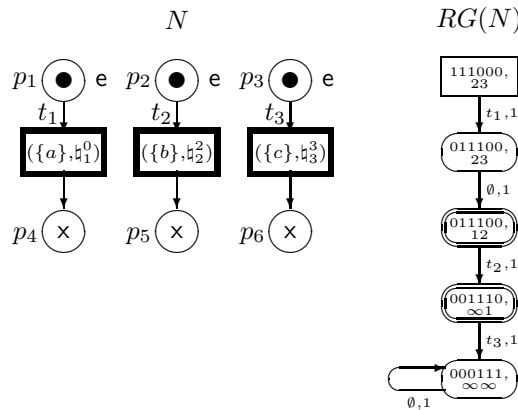 N
RG(N)
p₁ e p₂ e p₃ e
t₁ t₂ t₃
({a},♮₁⁰) ({b},♮₂²) ({c},♮₃³)
p₄ x p₅ x p₆ x
111000,
23
t₁,1
011100,
23
∅,1
011100,
12
t₂,1
001110,
∞1
t₃,1
000111,
∞∞
∅,1